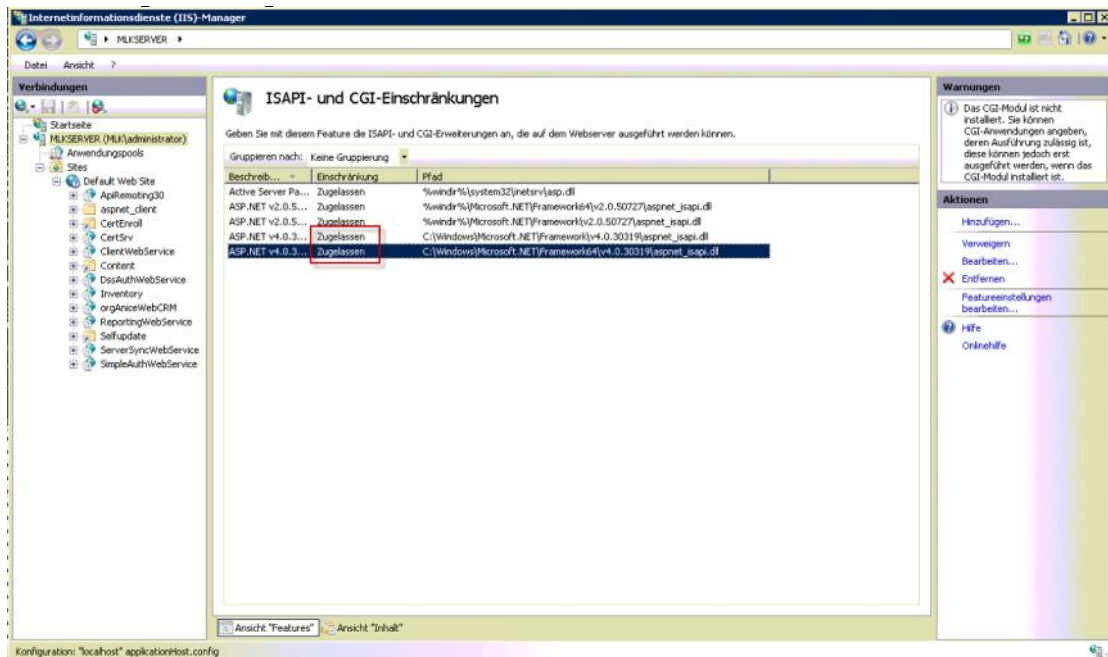 Internetinformationsdienste (IIS)-Manager
MLKSERVER
Datei Ansicht ?
Verbindungen
Startseite
MLKSERVER (MLK\administrator)
Anwendungspools
Sites
Default Web Site
ApiRemoting30
aspnet_client
CertEnroll
CertSrv
ClientWebService
Content
DssAuthWebService
Inventory
orgAniceWebCRM
ReportingWebService
Selfupdate
ServerSyncWebService
SimpleAuthWebService
ISAPI- und CGI-Einschränkungen
Geben Sie mit diesem Feature die ISAPI- und CGI-Erweiterungen an, die auf dem Webserver ausgeführt werden können.
Gruppieren nach: Keine Gruppierung
Beschreib... Einschränkung Pfad
Active Server Pa... Zugelassen %windir%\system32\inetsrv\asp.dll
ASP.NET v2.0.5... Zugelassen %windir%\Microsoft.NET\Framework64\v2.0.50727\aspnet_isapi.dll
ASP.NET v2.0.5... Zugelassen %windir%\Microsoft.NET\Framework\v2.0.50727\aspnet_isapi.dll
ASP.NET v4.0.3... Zugelassen C:\Windows\Microsoft.NET\Framework\v4.0.30319\aspnet_isapi.dll
ASP.NET v4.0.3... Zugelassen C:\Windows\Microsoft.NET\Framework64\v4.0.30319\aspnet_isapi.dll
Ansicht "Features" Ansicht "Inhalt"
Warnungen
Das CGI-Modul ist nicht
installiert. Sie können
CGI-Anwendungen angeben,
deren Ausführung zulässig ist,
diese können jedoch erst
ausgeführt werden, wenn das
CGI-Modul installiert ist.
Aktionen
Hinzufügen...
Verweigern
Bearbeiten...
Entfernen
Featureeinstellungen
bearbeiten...
Hilfe
Onlinehilfe
Konfiguration: "localhost" applicationHost.config